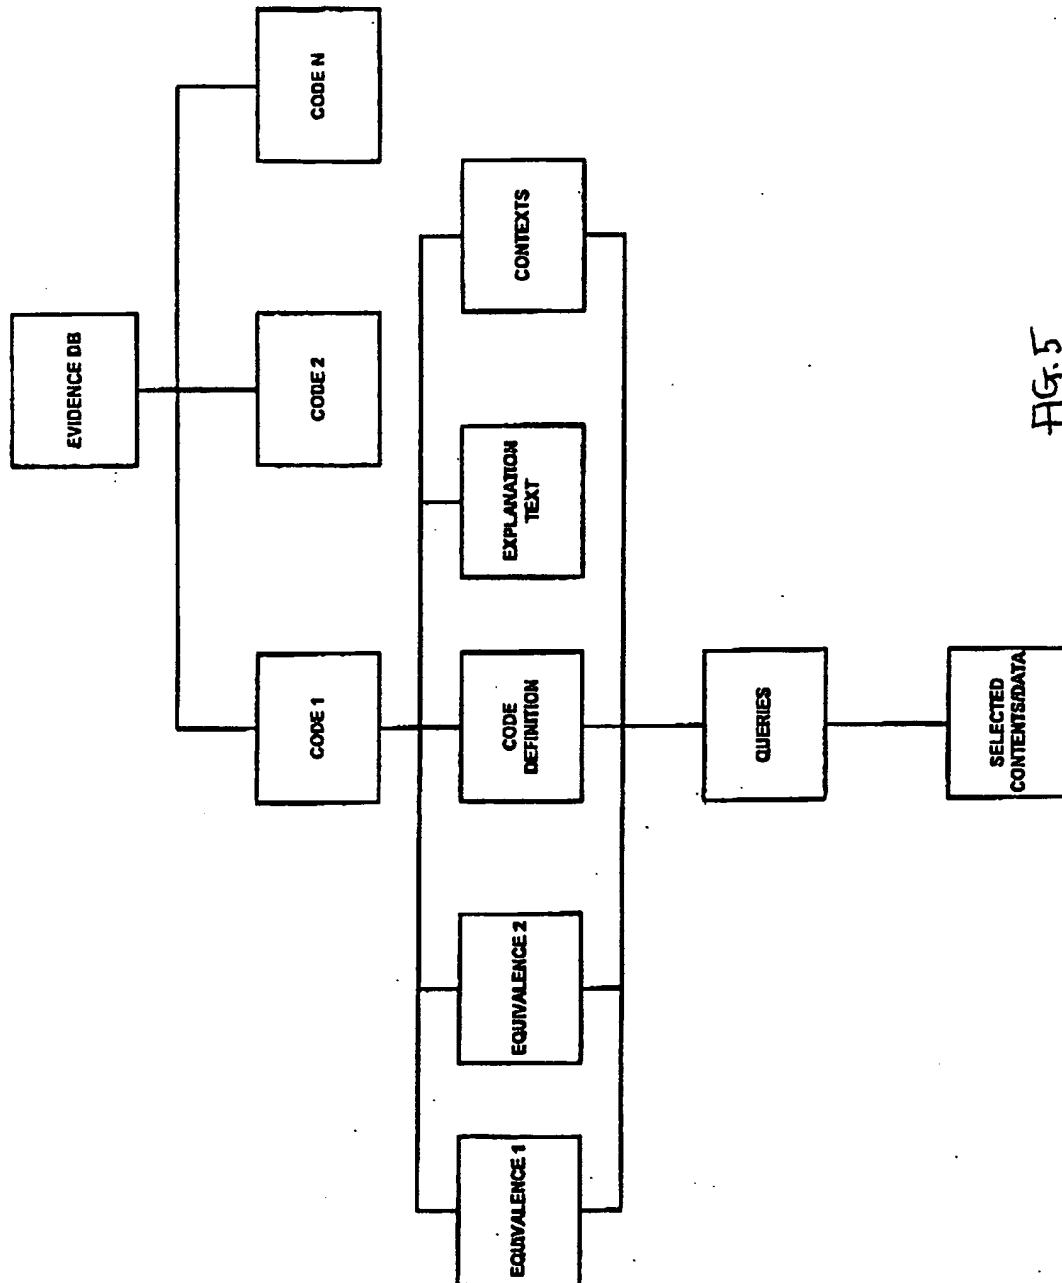 EVIDENCE DB
CODE 1
CODE 2
CODE N
EQUIVALENCE 1
EQUIVALENCE 2
CODE
DEFINITION
EXPLANATION
TEXT
CONTEXTS
QUERIES
SELECTED
CONTENTS/DATA
FIG. 5